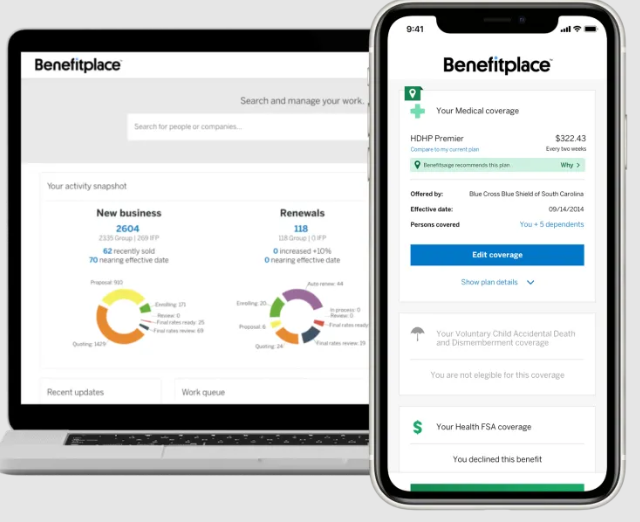 Benefitplace
Search and manage your work.
Search for people or companies...
Your activity snapshot
New business
2604
2335 Group | 269 IFP
62 recently sold
70 nearing effective date
Proposal: 910
Enrolling: 171
Review: 0
Final rates ready: 25
Final rates review: 69
Quoting: 1429
Renewals
118
118 Group | 0 IFP
0 increased +10%
0 nearing effective date
Auto renew: 44
Enrolling: 20
In process: 0
Review: 0
Final rates ready
Proposal: 6
Final rates review:
Quoting: 24
Recent updates
Work queue
9:41
Benefitplace
Your Medical coverage
HDHP Premier
$322.43
Compare to my current plan
Every two weeks
Benefitsage recommends this plan...
Why >
Offered by:
Blue Cross Blue Shield of South Carolina
Effective date:
09/14/2014
Persons covered
You + 5 dependents
Edit coverage
Show plan details
Your Voluntary Child Accidental Death
and Dismemberment coverage
You are not elegible for this coverage
$
Your Health FSA coverage
You declined this benefit